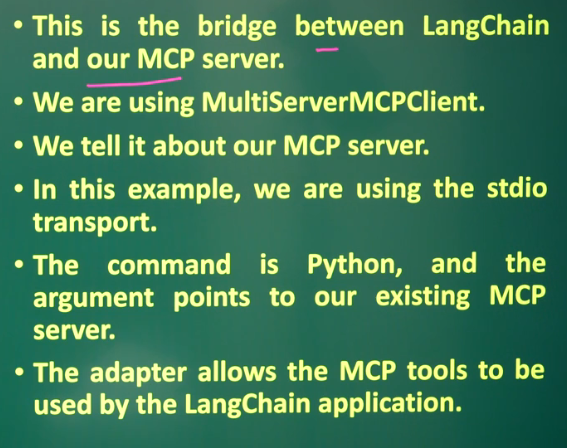 • This is the bridge between LangChain
and our MCP server.
• We are using MultiServerMCPClient.
• We tell it about our MCP server.
• In this example, we are using the stdio
transport.
• The command is Python, and the
argument points to our existing MCP
server.
• The adapter allows the MCP tools to be
used by the LangChain application.